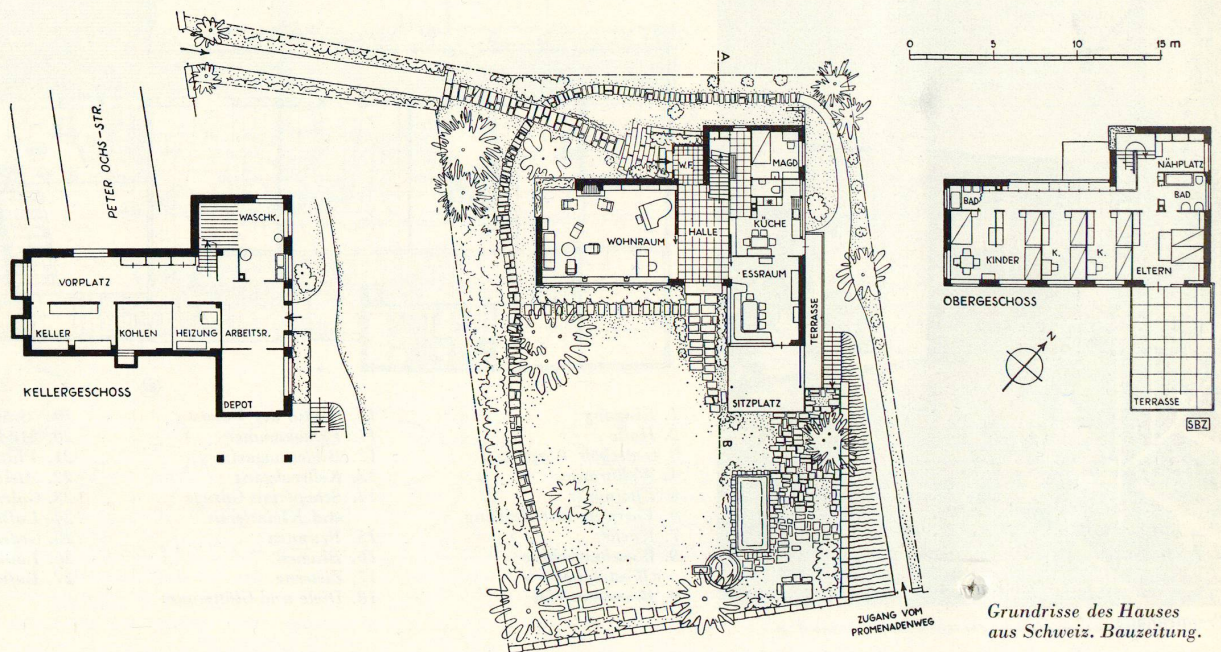 PETER OCHS-STR.
WASCHK.
VORPLATZ
KELLER
KOHLEN
HEIZUNG
ARBEITSR.
KELLERGESCHOSS
DEPOT
A
W.F.
MAGD
WOHNRAUM
HALLE
KÜCHE
ESSRAUM
TERRASSE
SITZPLATZ
B
ZUGANG VOM
PROMENADENWEG
0 5 10 15 m
NÄHPLATZ
BAD
BAD
KINDER
K.
K.
ELTERN
OBERGESCHOSS
N
TERRASSE
SBZ
Grundrisse des Hauses
aus Schweiz. Bauzeitung.